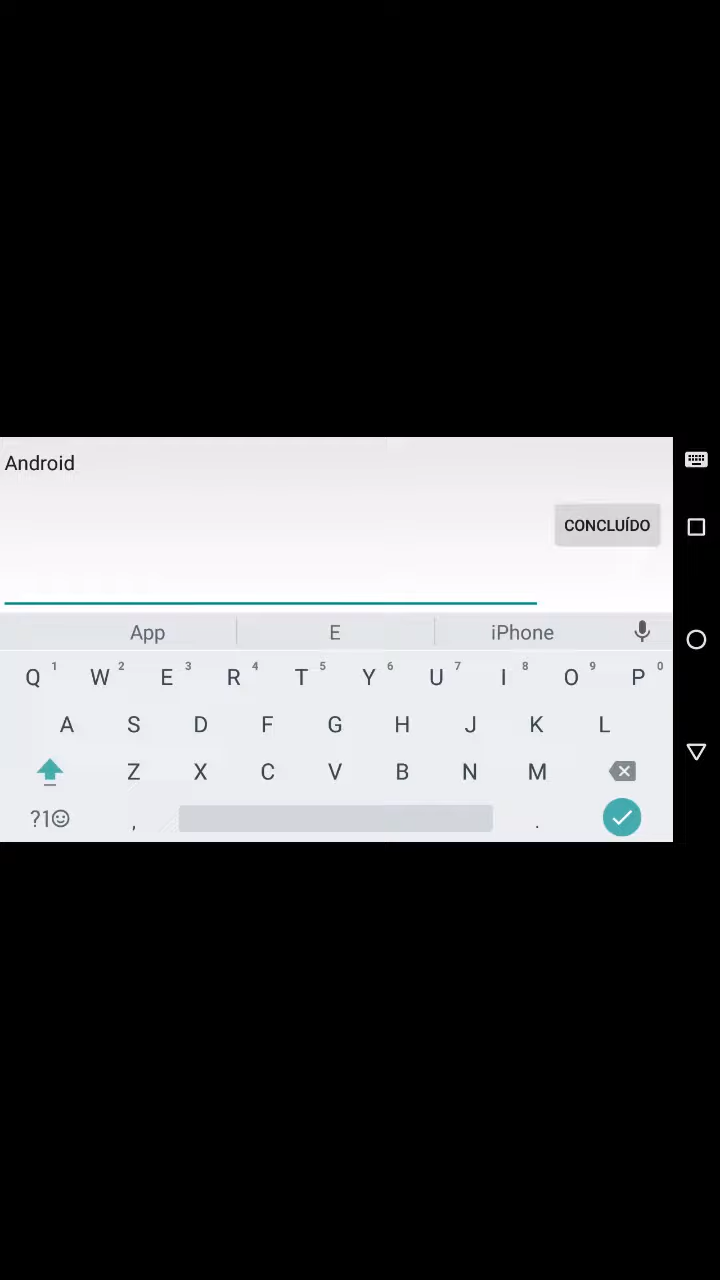 Android
CONCLUÍDO
App E iPhone
Q 1 W 2 E 3 R 4 T 5 Y 6 U 7 I 8 O 9 P 0
A S D F G H J K L
Z X C V B N M
?1☺ , .